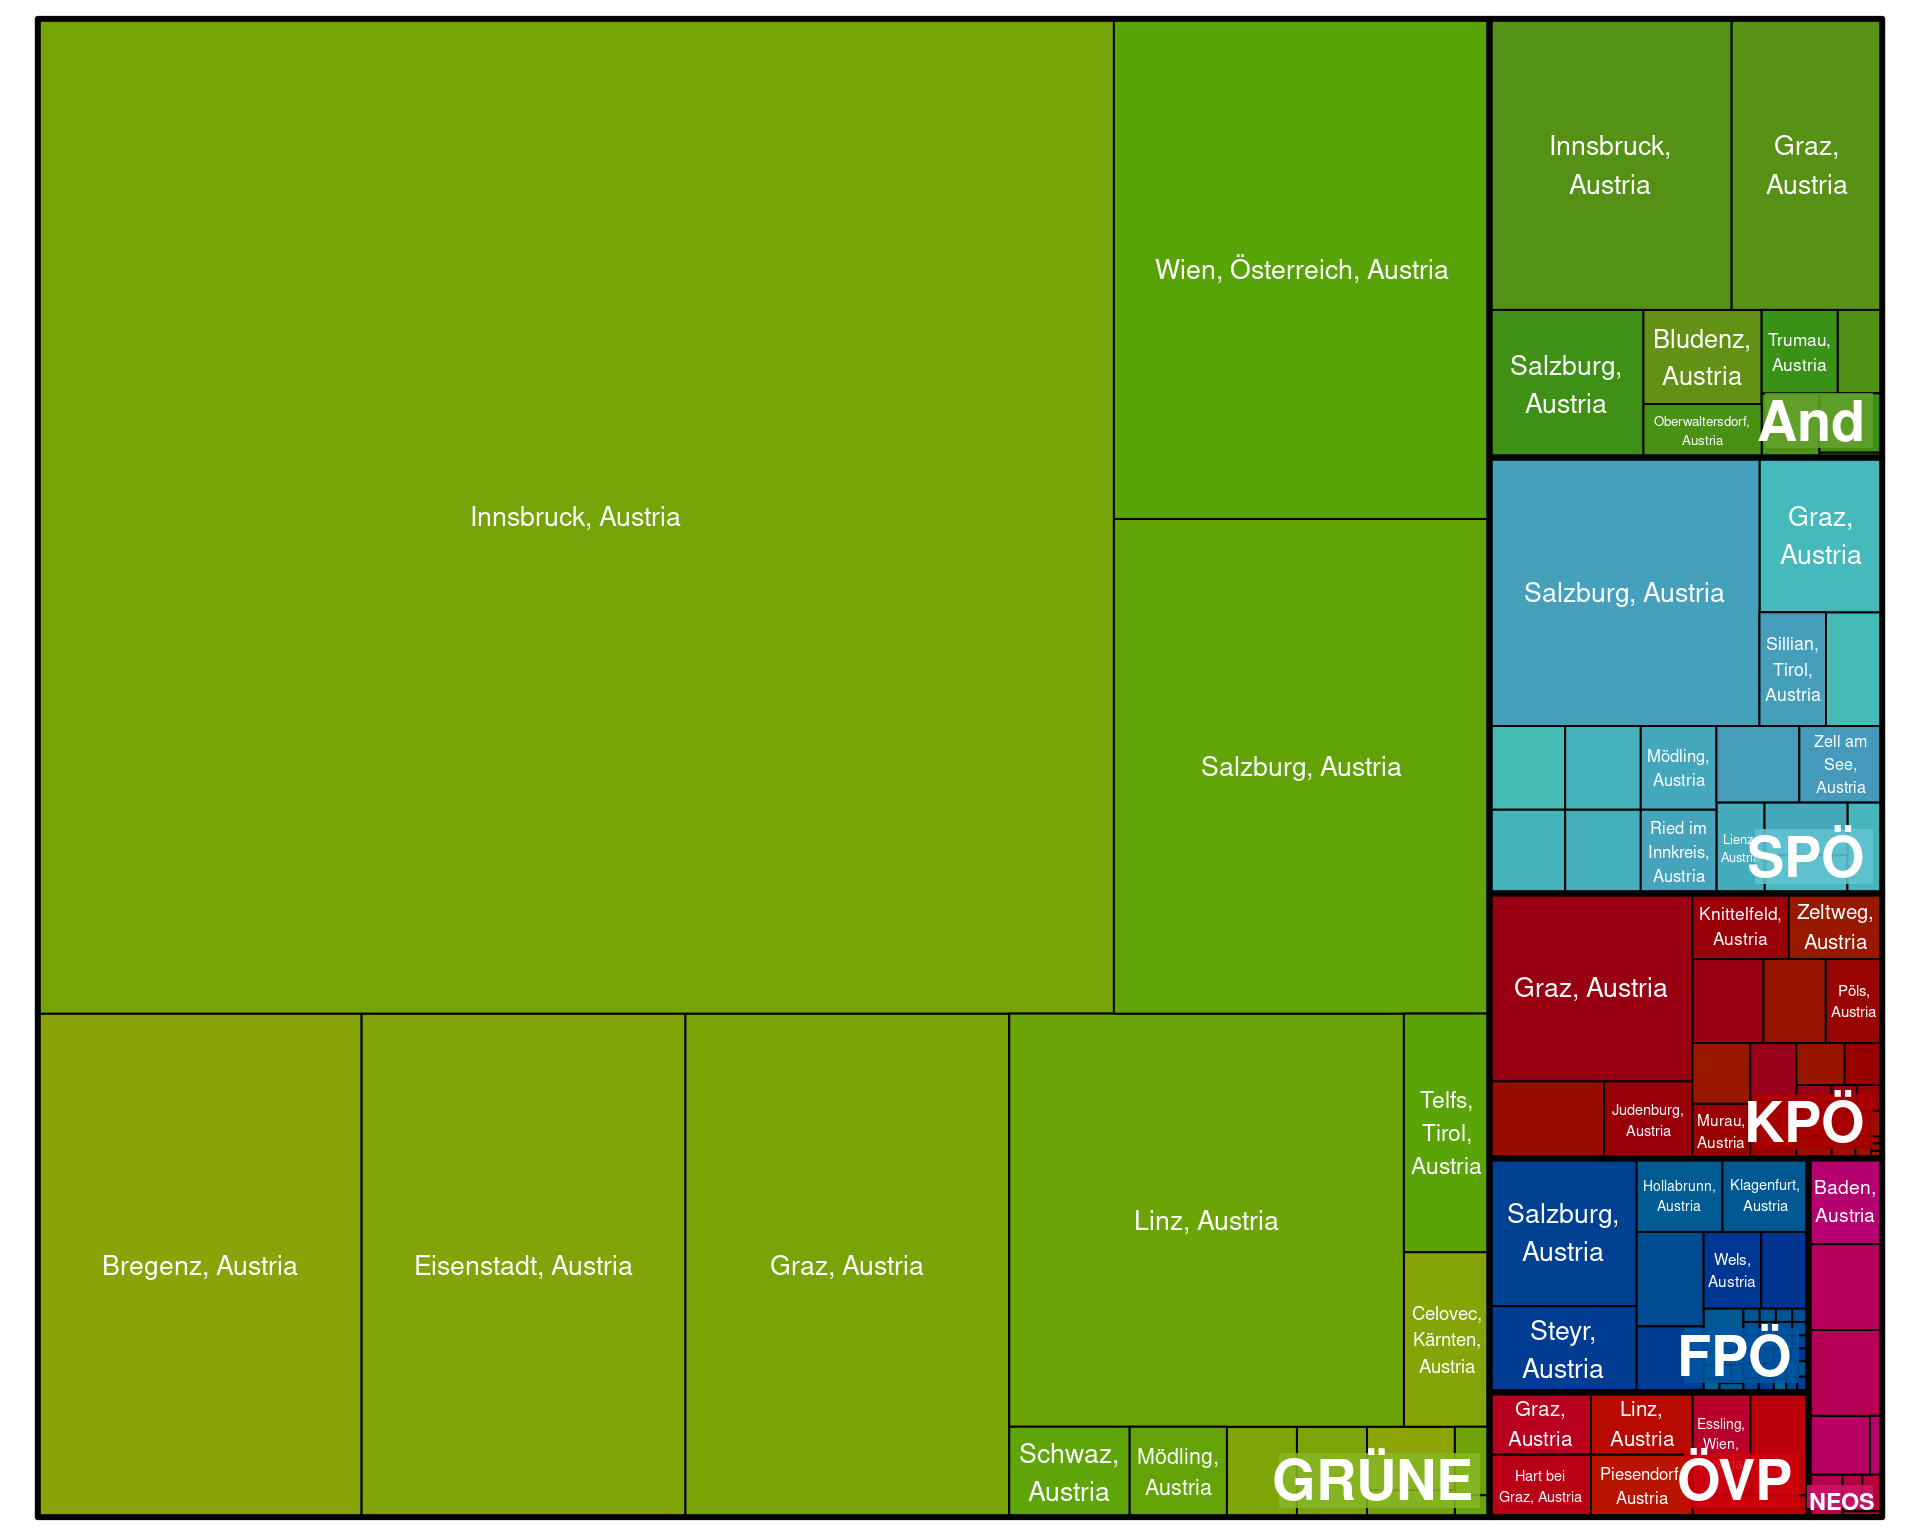 Innsbruck, Austria
Wien, Österreich, Austria
Salzburg, Austria
Bregenz, Austria
Eisenstadt, Austria
Graz, Austria
Linz, Austria
Telfs,
Tirol,
Austria
Celovec,
Kärnten,
Austria
Schwaz,
Austria
Mödling,
Austria
GRÜNE
Innsbruck,
Austria
Graz,
Austria
Salzburg,
Austria
Bludenz,
Austria
Trumau,
Austria
Oberwaltersdorf,
Austria
And
Salzburg, Austria
Graz,
Austria
Sillian,
Tirol,
Austria
Mödling,
Austria
Zell am
See,
Austria
Ried im
Innkreis,
Austria
Lienz,
Austria
SPÖ
Graz, Austria
Knittelfeld,
Austria
Zeltweg,
Austria
Pöls,
Austria
Judenburg,
Austria
Murau,
Austria
KPÖ
Salzburg,
Austria
Hollabrunn,
Austria
Klagenfurt,
Austria
Wels,
Austria
Steyr,
Austria
FPÖ
Baden,
Austria
NEOS
Graz,
Austria
Linz,
Austria
Essling,
Wien,
Hart bei
Graz, Austria
Piesendorf,
Austria
ÖVP